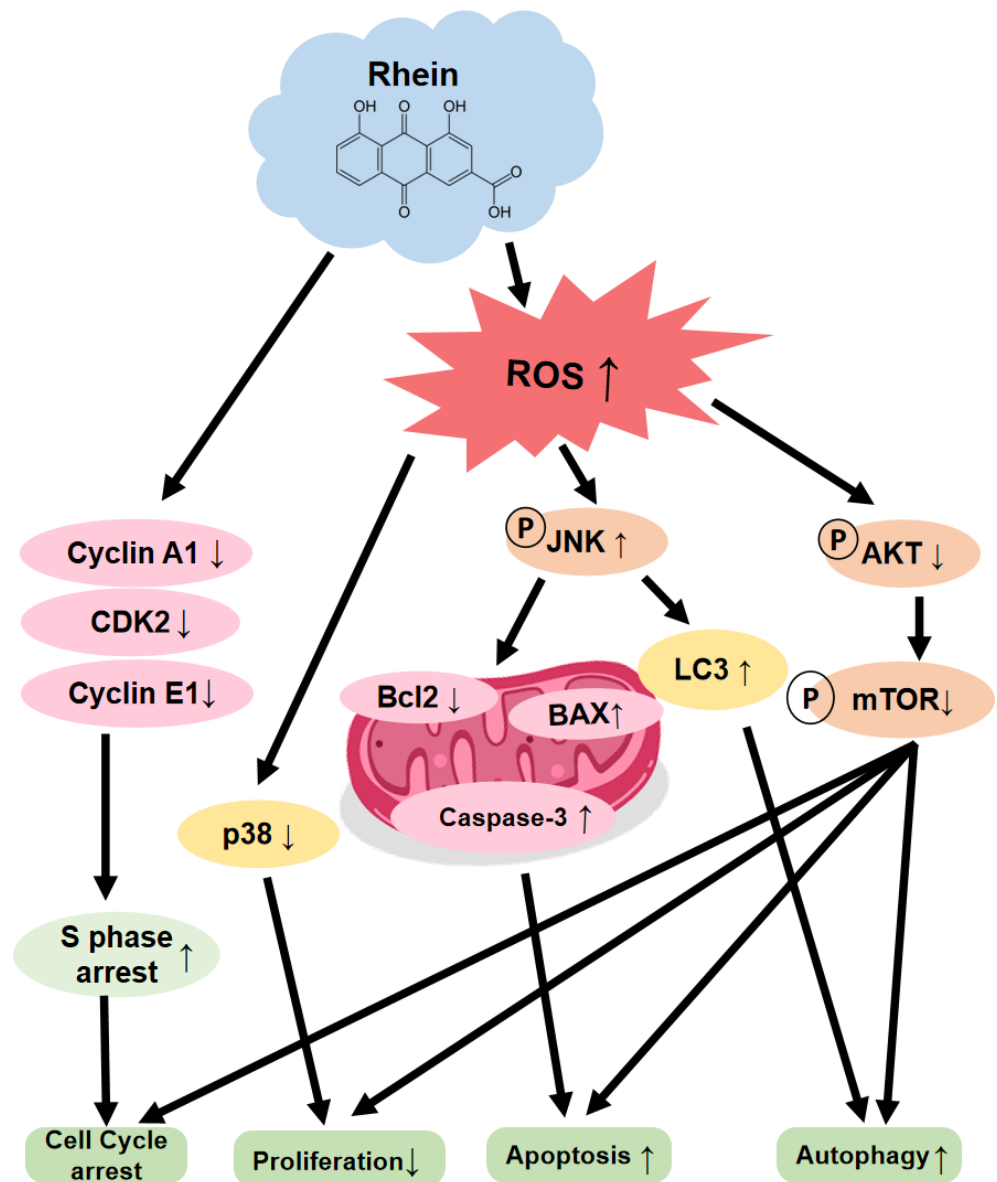 Rhein
OH O OH
O
O
OH
ROS ↑
P JNK ↑
P AKT ↓
Cyclin A1 ↓
CDK2 ↓
Cyclin E1↓
LC3 ↑
Bcl2 ↓
BAX↑
P mTOR↓
Caspase-3 ↑
p38 ↓
S phase
arrest ↑
Cell Cycle
arrest
Proliferation↓
Apoptosis ↑
Autophagy↑